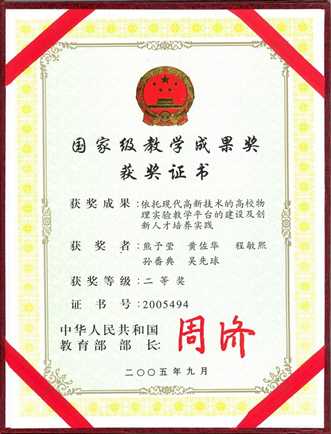 国家级教学成果奖
获奖证书
获奖成果:依托现代高新技术的高校物
理实验教学平台的建设及创
新人才培养实践
获奖者:熊予莹 黄佐华 程敏熙
孙番典 吴先球
获奖等级:二等奖
证书号:2005494
中华人民共和国
教育部部长:周济
二〇〇五年九月